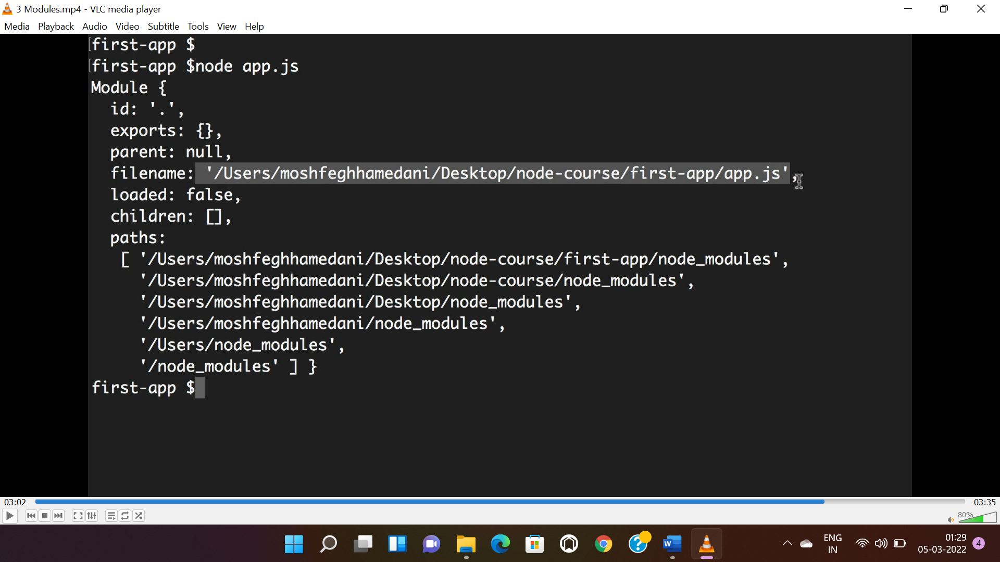 3 Modules.mp4 - VLC media player
Media Playback Audio Video Subtitle Tools View Help
first-app $
first-app $node app.js
Module {
id: '.',
exports: {},
parent: null,
filename: '/Users/moshfeghhamedani/Desktop/node-course/first-app/app.js',
loaded: false,
children: [],
paths:
[ '/Users/moshfeghhamedani/Desktop/node-course/first-app/node_modules',
'/Users/moshfeghhamedani/Desktop/node-course/node_modules',
'/Users/moshfeghhamedani/Desktop/node_modules',
'/Users/moshfeghhamedani/node_modules',
'/Users/node_modules',
'/node_modules' ] }
first-app $
03:02 03:35
80%
ENG
IN
01:29
05-03-2022
4